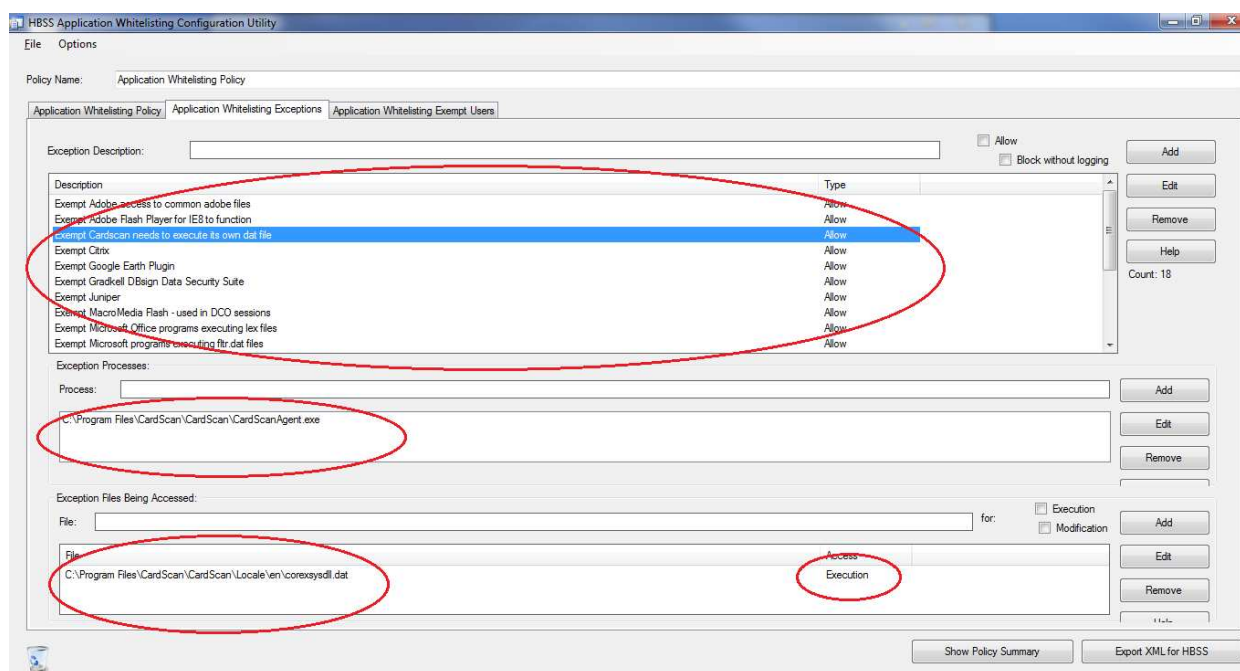 HBSS Application Whitelisting Configuration Utility
File Options
Policy Name: Application Whitelisting Policy
Application Whitelisting Policy Application Whitelisting Exceptions Application Whitelisting Exempt Users
Exception Description: Allow Add
Block without logging
Description Type Edit
Exempt Adobe access to common adobe files Allow
Exempt Adobe Flash Player for IE8 to function Allow Remove
Exempt Cardscan needs to execute its own dat file Allow
Exempt Citrix Allow Help
Exempt Google Earth Plugin Allow
Count: 18
Exempt Gradkell DBsign Data Security Suite Allow
Exempt Juniper Allow
Exempt MacroMedia Flash - used in DCO sessions Allow
Exempt Microsoft Office programs executing lex files Allow
Exempt Microsoft programs executing fltr.dat files Allow
Exception Processes:
Process: Add
C:\Program Files\CardScan\CardScan\CardScanAgent.exe Edit
Remove
Exception Files Being Accessed:
File: for: Execution Add
Modification
File Access Edit
C:\Program Files\CardScan\CardScan\Locale\en\corexsysdll.dat Execution
Remove
Help
Show Policy Summary Export XML for HBSS